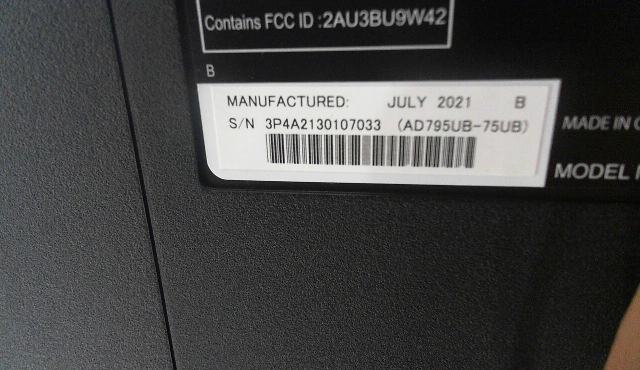 Contains FCC ID :2AU3BU9W42
B
MANUFACTURED: JULY 2021 B
S/N 3P4A2130107033 (AD795UB-75UB)
MADE IN
MODEL